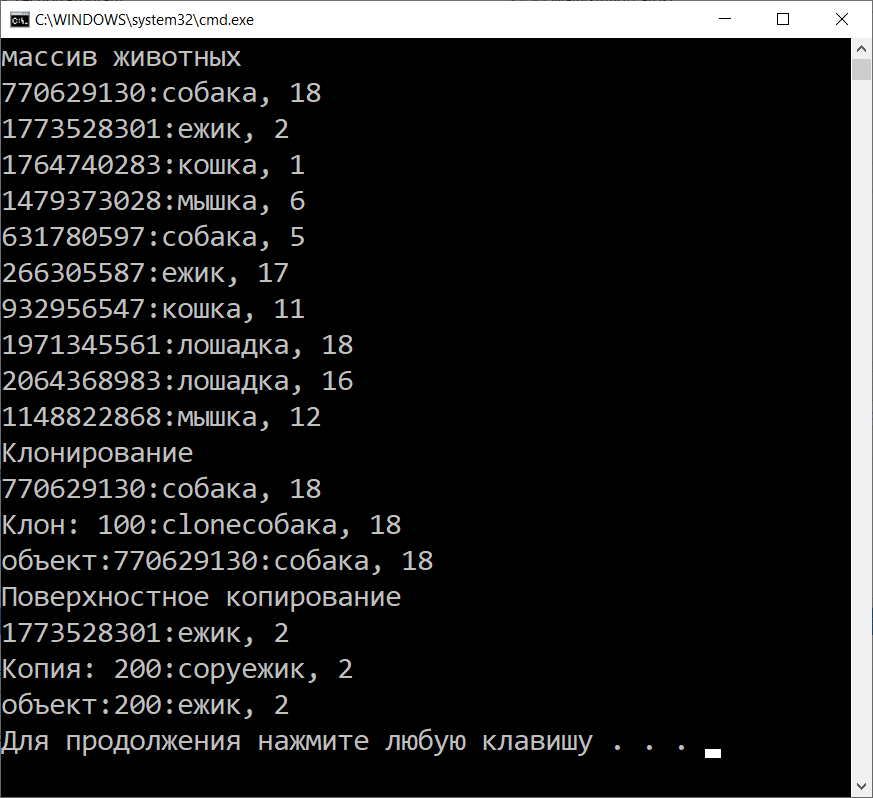 C:\WINDOWS\system32\cmd.exe
массив животных
770629130:собака, 18
1773528301:ежик, 2
1764740283:кошка, 1
1479373028:мышка, 6
631780597:собака, 5
266305587:ежик, 17
932956547:кошка, 11
1971345561:лошадка, 18
2064368983:лошадка, 16
1148822868:мышка, 12
Клонирование
770629130:собака, 18
Клон: 100:cloneсобака, 18
объект:770629130:собака, 18
Поверхностное копирование
1773528301:ежик, 2
Копия: 200:copyежик, 2
объект:200:ежик, 2
Для продолжения нажмите любую клавишу . . .